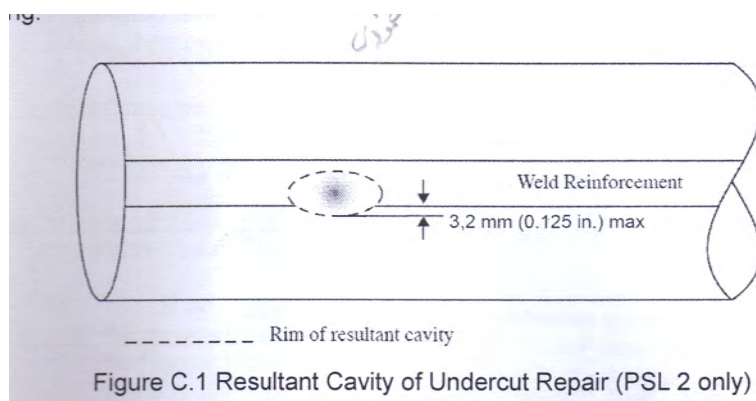 ng.
Weld Reinforcement
3,2 mm (0.125 in.) max
Rim of resultant cavity
Figure C.1 Resultant Cavity of Undercut Repair (PSL 2 only)